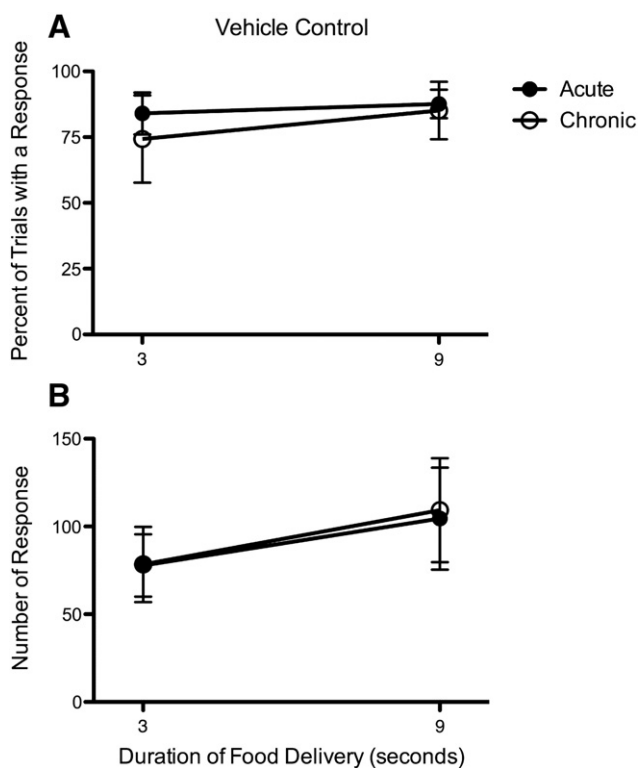 A
Vehicle Control
Percent of Trials with a Response
100
75
50
25
0
3
9
Acute
Chronic
B
Number of Response
150
100
50
0
3
9
Duration of Food Delivery (seconds)